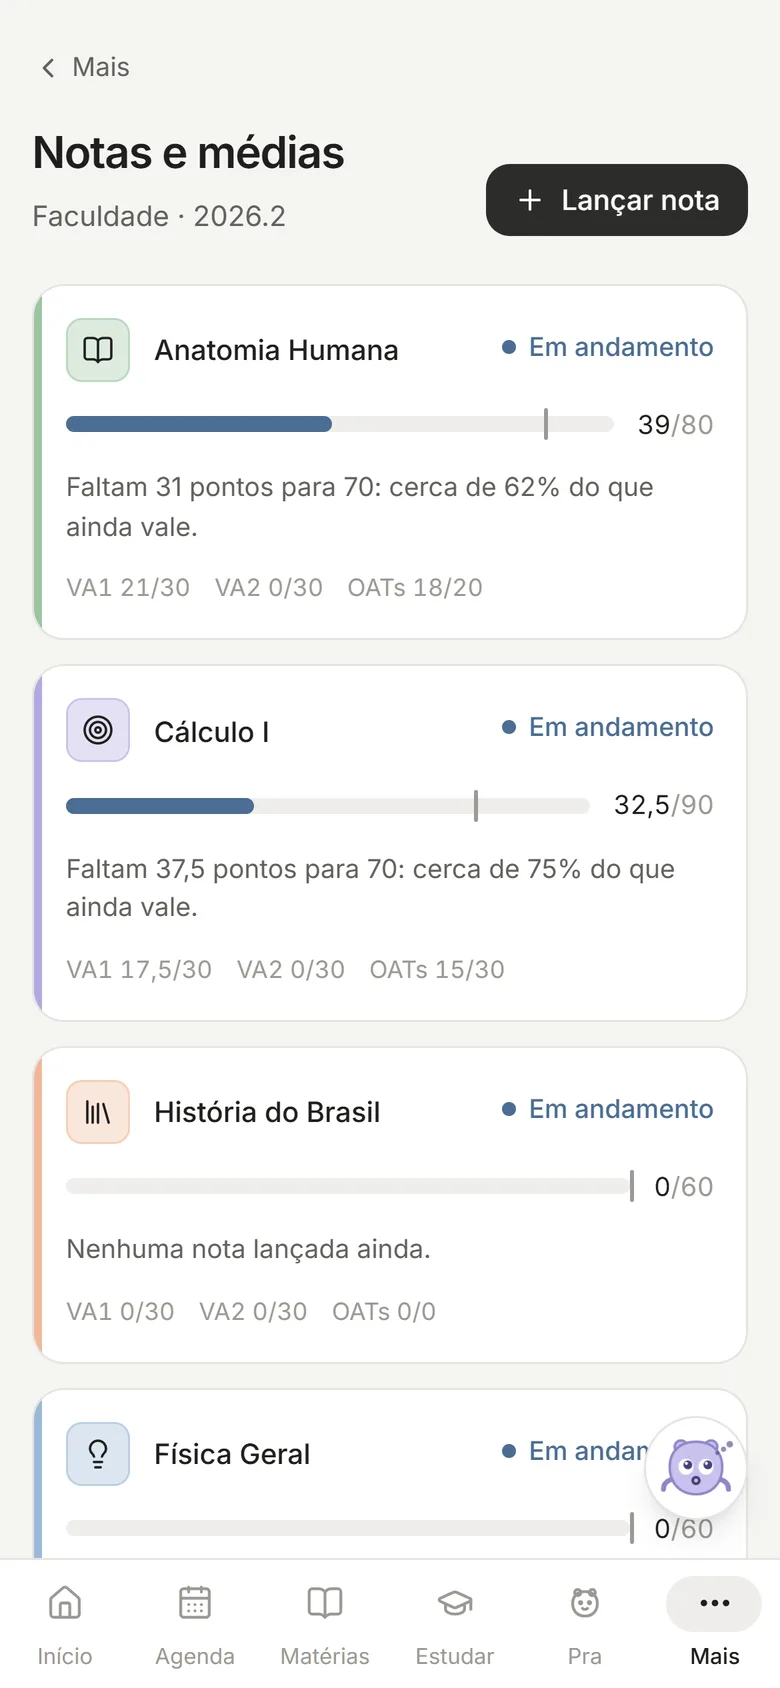 Mais
Notas e médias
Faculdade · 2026.2
+ Lançar nota
Anatomia Humana
Em andamento
39/80
Faltam 31 pontos para 70: cerca de 62% do que
ainda vale.
VA1 21/30 VA2 0/30 OATs 18/20
Cálculo I
Em andamento
32,5/90
Faltam 37,5 pontos para 70: cerca de 75% do que
ainda vale.
VA1 17,5/30 VA2 0/30 OATs 15/30
História do Brasil
Em andamento
0/60
Nenhuma nota lançada ainda.
VA1 0/30 VA2 0/30 OATs 0/0
Física Geral
Em andam
0/60
Início Agenda Matérias Estudar Pra Mais